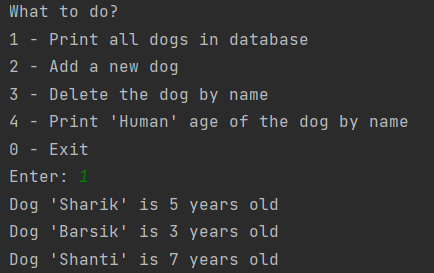 What to do?
1 - Print all dogs in database
2 - Add a new dog
3 - Delete the dog by name
4 - Print 'Human' age of the dog by name
0 - Exit
Enter: 1
Dog 'Sharik' is 5 years old
Dog 'Barsik' is 3 years old
Dog 'Shanti' is 7 years old